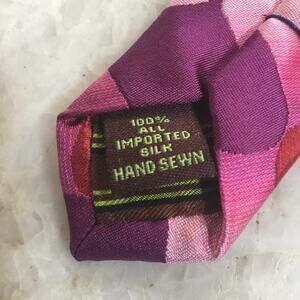 100%
ALL
IMPORTED
SILK
HAND SEWN